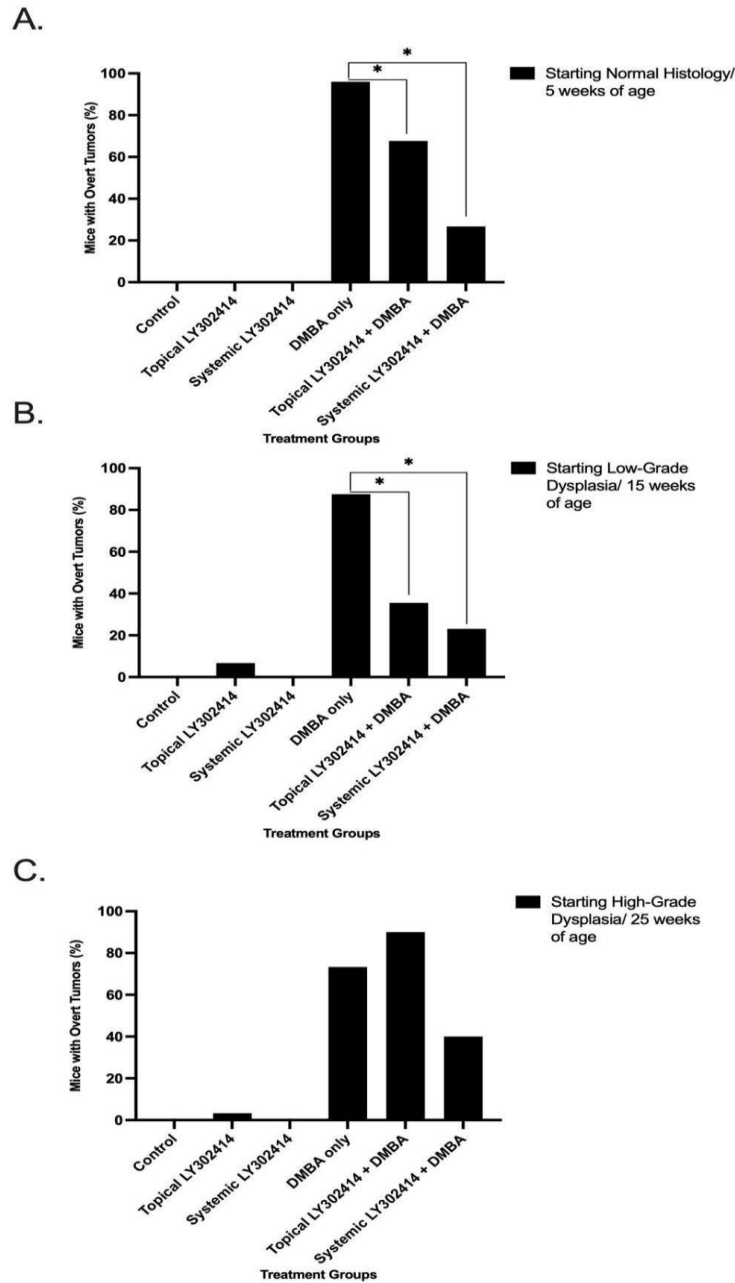 A.
Mice with Overt Tumors (%)
100
80
60
40
20
0
*
*
Starting Normal Histology/
5 weeks of age
Control
Topical LY302414
Systemic LY302414
DMBA only
Topical LY302414 + DMBA
Systemic LY302414 + DMBA
Treatment Groups
B.
Mice with Overt Tumors (%)
100
80
60
40
20
0
*
*
Starting Low-Grade
Dysplasia/ 15 weeks
of age
Control
Topical LY302414
Systemic LY302414
DMBA only
Topical LY302414 + DMBA
Systemic LY302414 + DMBA
Treatment Groups
C.
Mice with Overt Tumors (%)
100
80
60
40
20
0
Starting High-Grade
Dysplasia/ 25 weeks
of age
Control
Topical LY302414
Systemic LY302414
DMBA only
Topical LY302414 + DMBA
Systemic LY302414 + DMBA
Treatment Groups